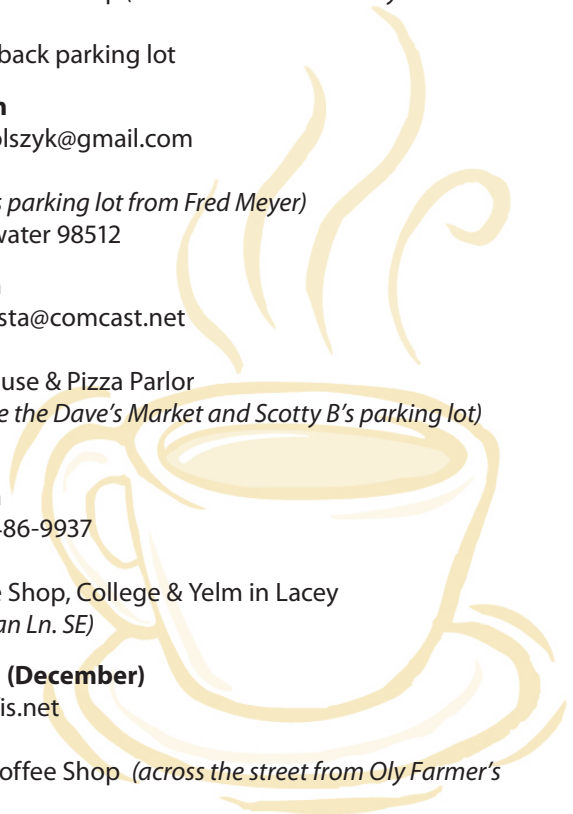 back parking lot
olszyk@gmail.com
parking lot from Fred Meyer)
water 98512
sta@comcast.net
use & Pizza Parlor
e the Dave's Market and Scotty B's parking lot)
486-9937
e Shop, College & Yelm in Lacey
an Ln. SE)
(December)
is.net
offee Shop (across the street from Oly Farmer's